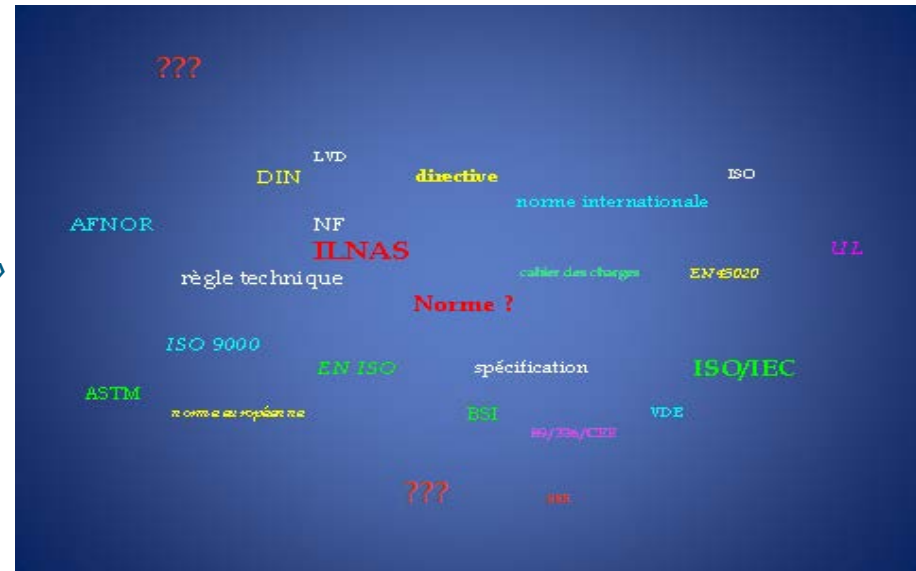 ???
LVD
DIN
directive
ISO
norme internationale
AFNOR
NF
UL
ILNAS
règle technique
cahier des charges
EN 45020
Norme ?
ISO 9000
EN ISO
spécification
ISO/IEC
ASTM
norme européenne
BSI
VDE
89/336/CEE
???